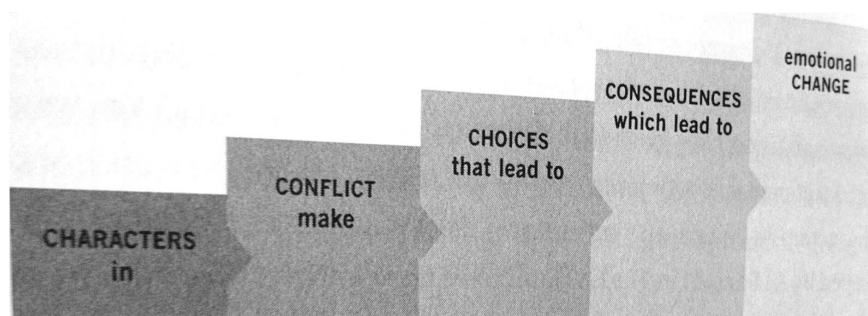 CHARACTERS
in
CONFLICT
make
CHOICES
that lead to
CONSEQUENCES
which lead to
emotional
CHANGE